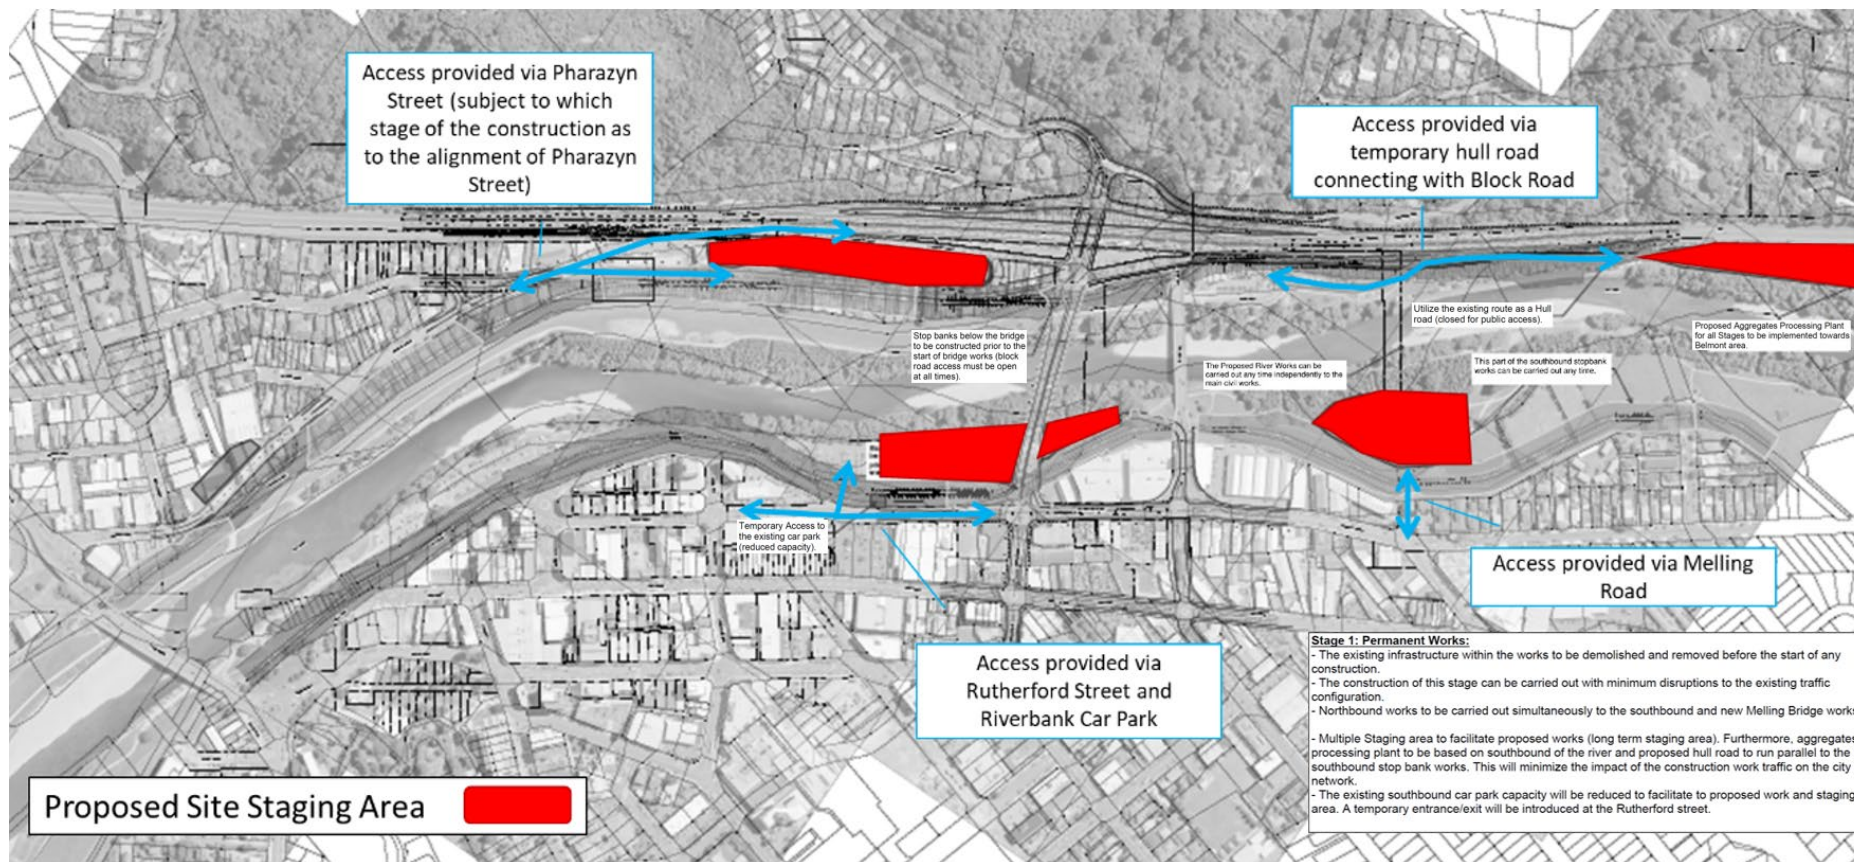 Access provided via Pharazyn
Street (subject to which
stage of the construction as
to the alignment of Pharazyn
Street)
Access provided via
temporary hull road
connecting with Block Road
Utilize the existing route as a Hull
road (closed for public access).
Proposed Aggregates Processing Plant
for all Stages to be implemented towards
Belmont area.
Stop banks below the bridge
to be constructed prior to the
start of bridge works (block
road access must be open
at all times).
The Proposed River Works can be
carried out any time independently to the
main civil works.
This part of the southbound stopbank
works can be carried out any time.
Temporary Access to
the existing car park
(reduced capacity).
Access provided via Melling
Road
Access provided via
Rutherford Street and
Riverbank Car Park
Stage 1: Permanent Works:
- The existing infrastructure within the works to be demolished and removed before the start of any
construction.
- The construction of this stage can be carried out with minimum disruptions to the existing traffic
configuration.
- Northbound works to be carried out simultaneously to the southbound and new Melling Bridge works
- Multiple Staging area to facilitate proposed works (long term staging area). Furthermore, aggregates
processing plant to be based on southbound of the river and proposed hull road to run parallel to the
southbound stop bank works. This will minimize the impact of the construction work traffic on the city
network.
- The existing southbound car park capacity will be reduced to facilitate to proposed work and staging
area. A temporary entrance/exit will be introduced at the Rutherford street.
Proposed Site Staging Area